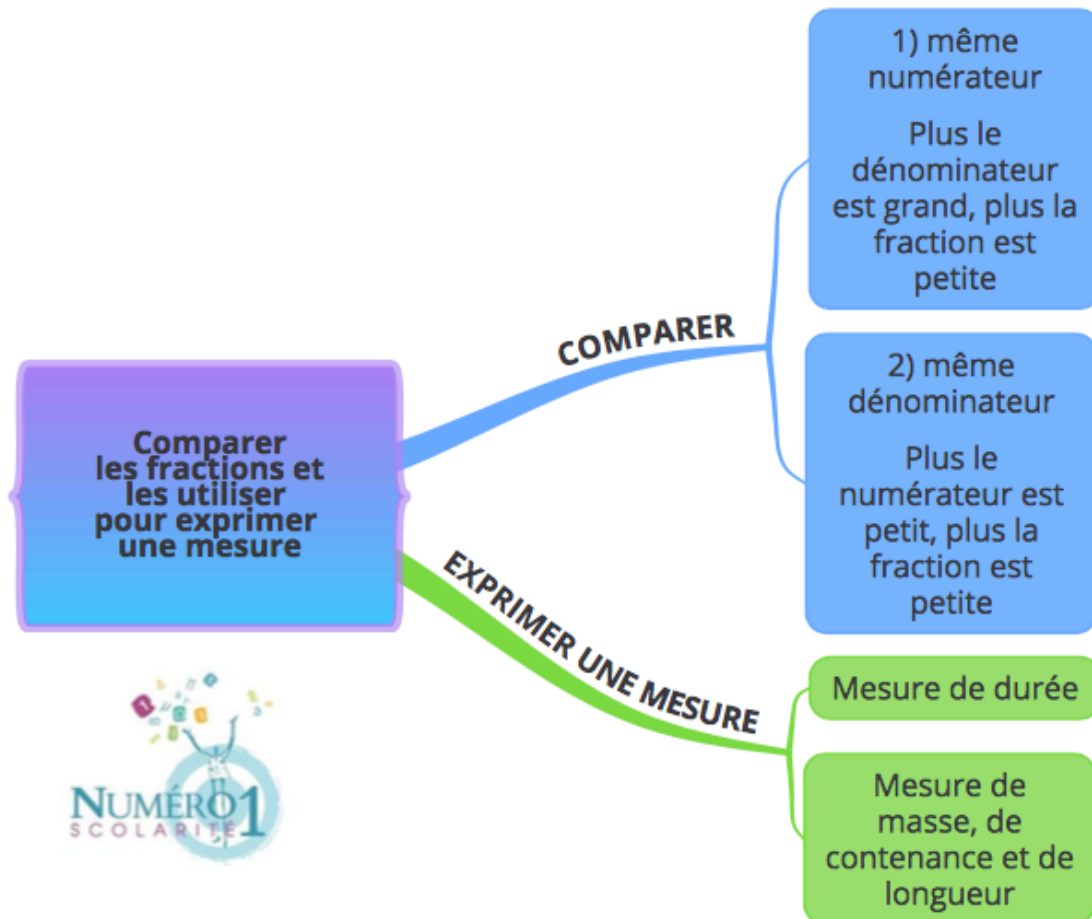 1) même
numérateur
Plus le
dénominateur
est grand, plus la
fraction est
petite
COMPARER
2) même
dénominateur
Plus le
numérateur est
petit, plus la
fraction est
petite
Comparer
les fractions et
les utiliser
pour exprimer
une mesure
EXPRIMER UNE MESURE
Mesure de durée
Mesure de
masse, de
contenance et de
longueur
NUMÉRO1
SCOLARITÉ